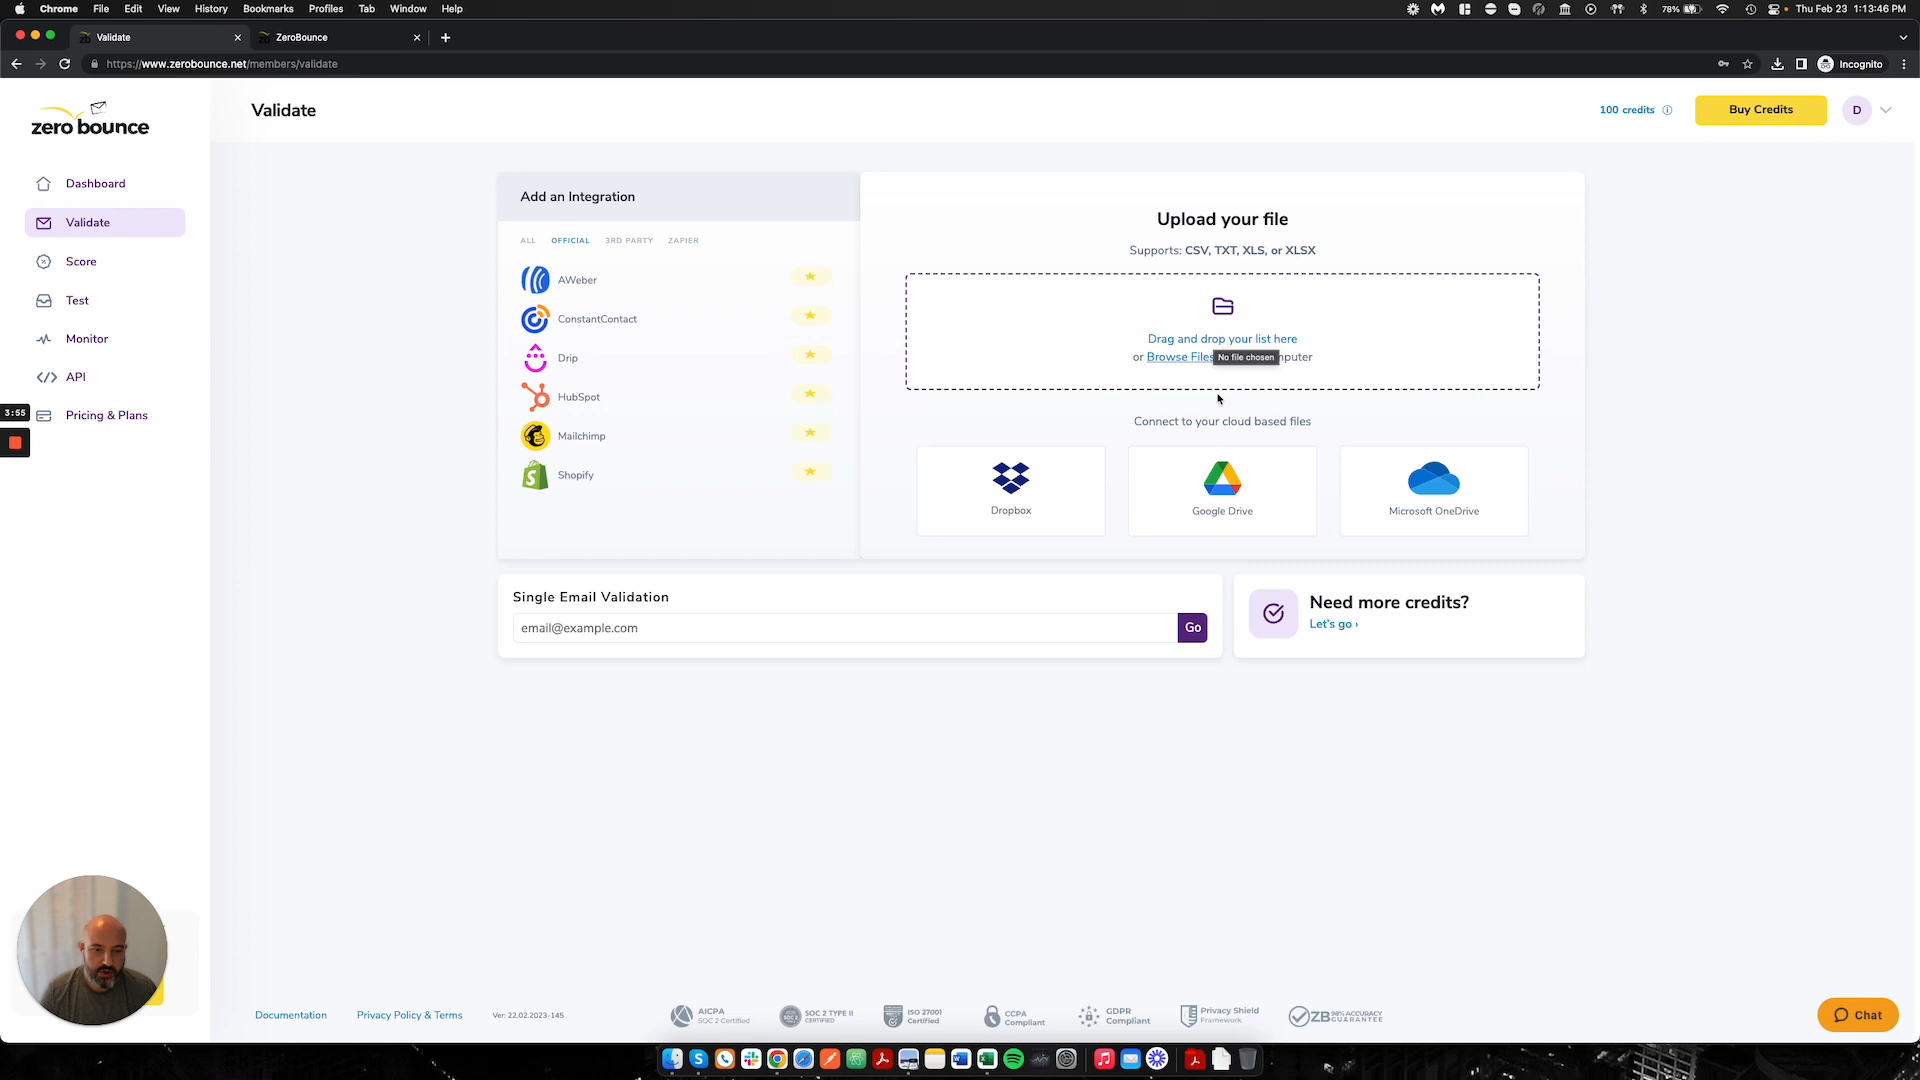 Chrome File Edit View History Bookmarks Profiles Tab Window Help
78% Thu Feb 23 1:13:46 PM
Validate
ZeroBounce
https://www.zerobounce.net/members/validate
Incognito
zero bounce
Validate
100 credits
Buy Credits
D
Dashboard
Validate
Score
Test
Monitor
API
Pricing & Plans
3:55
Add an Integration
ALL OFFICIAL 3RD PARTY ZAPIER
AWeber
ConstantContact
Drip
HubSpot
Mailchimp
Shopify
Upload your file
Supports: CSV, TXT, XLS, or XLSX
Drag and drop your list here
or Browse Files No file chosen mputer
Connect to your cloud based files
Dropbox
Google Drive
Microsoft OneDrive
Single Email Validation
email@example.com
Go
Need more credits?
Let's go ›
Documentation
Privacy Policy & Terms
Ver: 22.02.2023-145
AICPA
SOC 2 Certified
SOC 2 TYPE II
CERTIFIED
ISO 27001
Certified
CCPA
Compliant
GDPR
Compliant
Privacy Shield
Framework
ZB 98% ACCURACY
GUARANTEE
Chat